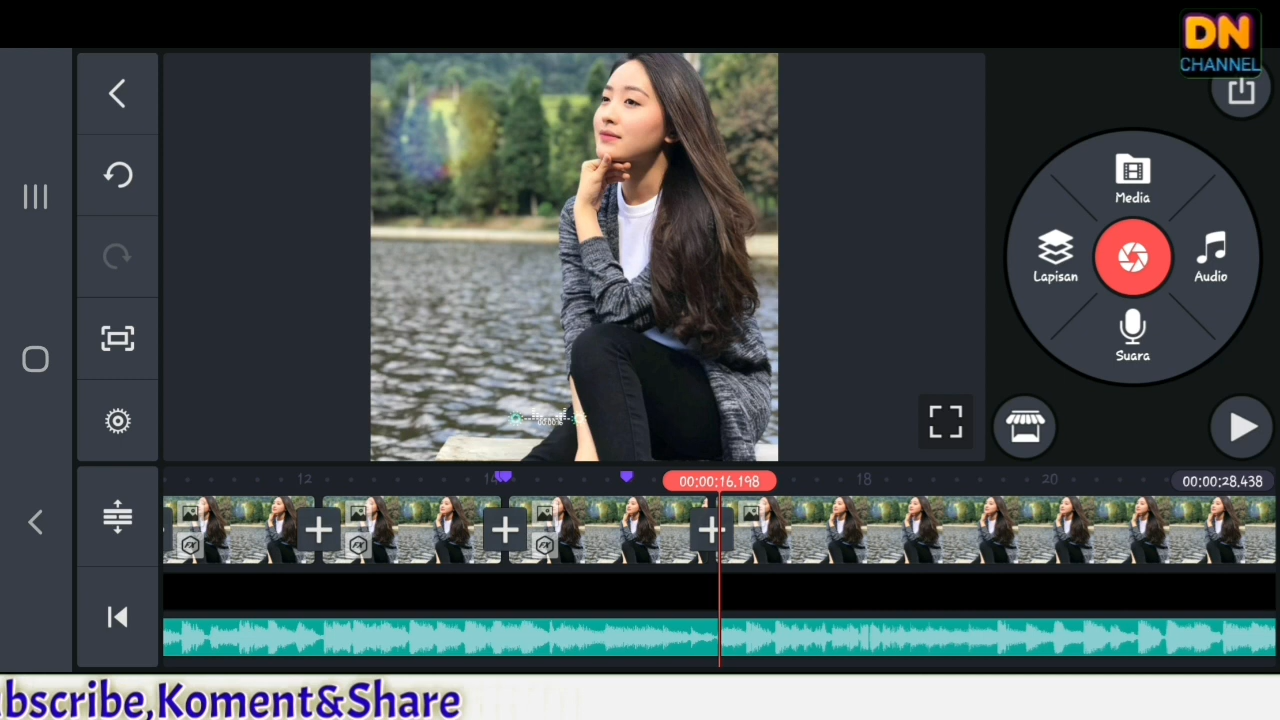 DN
CHANNEL
Media
Lapisan
Audio
Suara
12
14
00:00:16.198
18
20
00:00:28.438
bscribe,Koment&Share